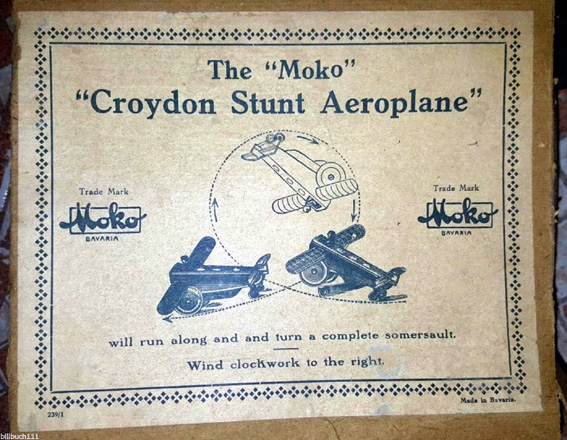 The "Moko"
"Croydon Stunt Aeroplane"
Trade Mark
Moko
BAVARIA
Trade Mark
Moko
BAVARIA
will run along and and turn a complete somersault.
Wind clockwork to the right.
239/1
Made in Bavaria.
billbuch111